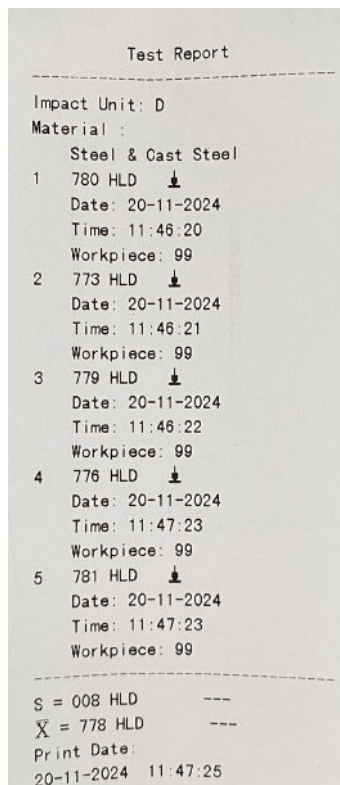 Test Report
Impact Unit: D
Material :
Steel & Cast Steel
1 780 HLD
Date: 20-11-2024
Time: 11:46:20
Workpiece: 99
2 773 HLD
Date: 20-11-2024
Time: 11:46:21
Workpiece: 99
3 779 HLD
Date: 20-11-2024
Time: 11:46:22
Workpiece: 99
4 776 HLD
Date: 20-11-2024
Time: 11:47:23
Workpiece: 99
5 781 HLD
Date: 20-11-2024
Time: 11:47:23
Workpiece: 99
S = 008 HLD ---
X̅ = 778 HLD ---
Print Date:
20-11-2024 11:47:25